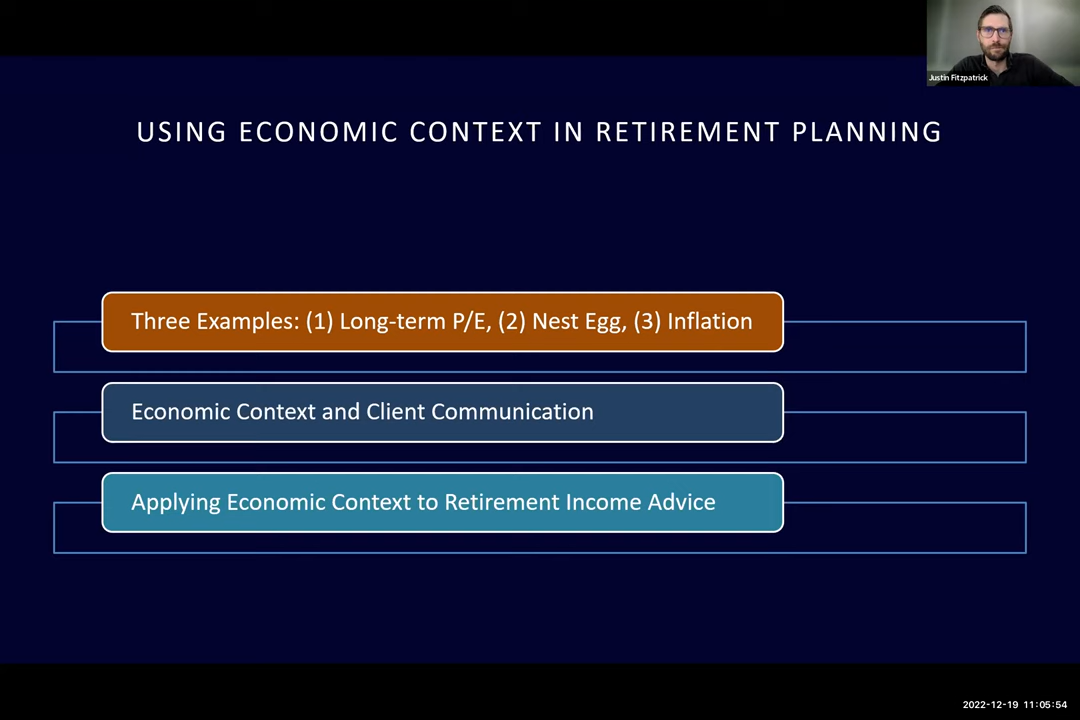 Justin Fitzpatrick
USING ECONOMIC CONTEXT IN RETIREMENT PLANNING
Three Examples: (1) Long-term P/E, (2) Nest Egg, (3) Inflation
Economic Context and Client Communication
Applying Economic Context to Retirement Income Advice
2022-12-19 11:05:54